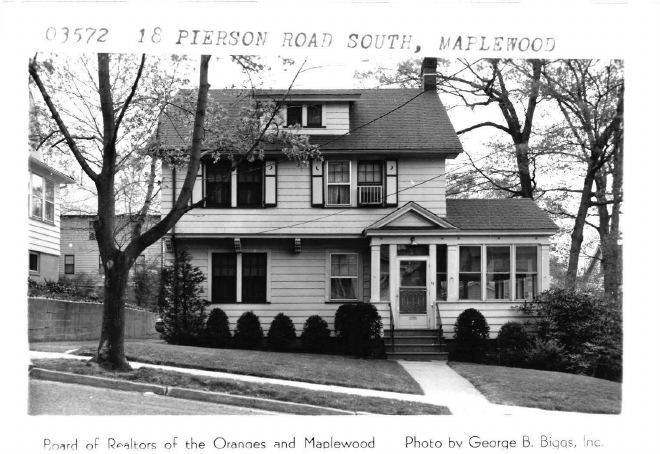 03572  18 PIERSON ROAD SOUTH, MAPLEWOOD
Board of Realtors of the Oranges and Maplewood    Photo by George B. Biggs, Inc.